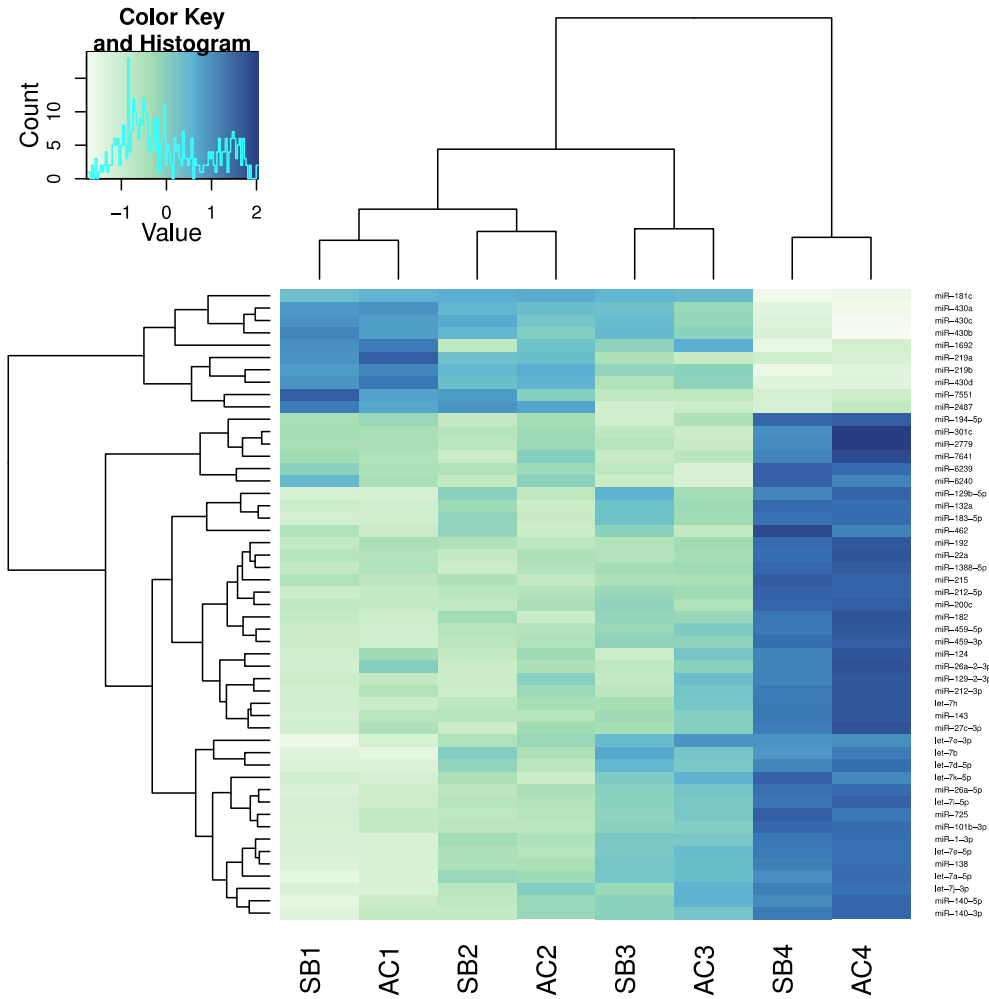 Color Key
and Histogram
Count
0
5
10
−1
0
1
2
Value
miR−181c
miR−430a
miR−430c
miR−430b
miR−1692
miR−219a
miR−219b
miR−430d
miR−7551
miR−2487
miR−194−5p
miR−301c
miR−2779
miR−7641
miR−6239
miR−6240
miR−129b−5p
miR−132a
miR−183−5p
miR−462
miR−192
miR−22a
miR−1388−5p
miR−215
miR−212−5p
miR−200c
miR−182
miR−459−5p
miR−459−3p
miR−124
miR−26a−2−3p
miR−129−2−3p
miR−212−3p
let−7h
miR−143
miR−27c−3p
let−7e−3p
let−7b
let−7d−5p
let−7k−5p
miR−26a−5p
let−7i−5p
miR−725
miR−101b−3p
miR−1−3p
let−7e−5p
miR−138
let−7a−5p
let−7j−3p
miR−140−5p
miR−140−3p
SB1 AC1 SB2 AC2 SB3 AC3 SB4 AC4